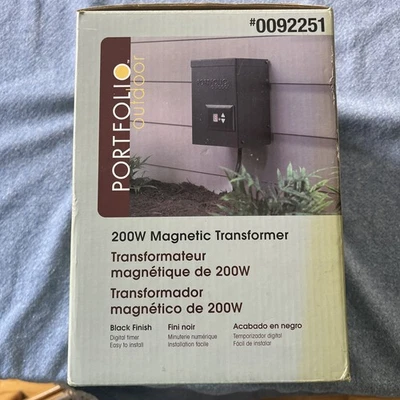 #0092251
PORTFOLIO
outdoor
PORTFOLIO
200W Magnetic Transformer
Transformateur
magnétique de 200W
Transformador
magnético de 200W
Black Finish
Digital timer
Easy to install
Fini noir
Minuterie numérique
Installation facile
Acabado en negro
Temporizador digital
Fácil de instalar